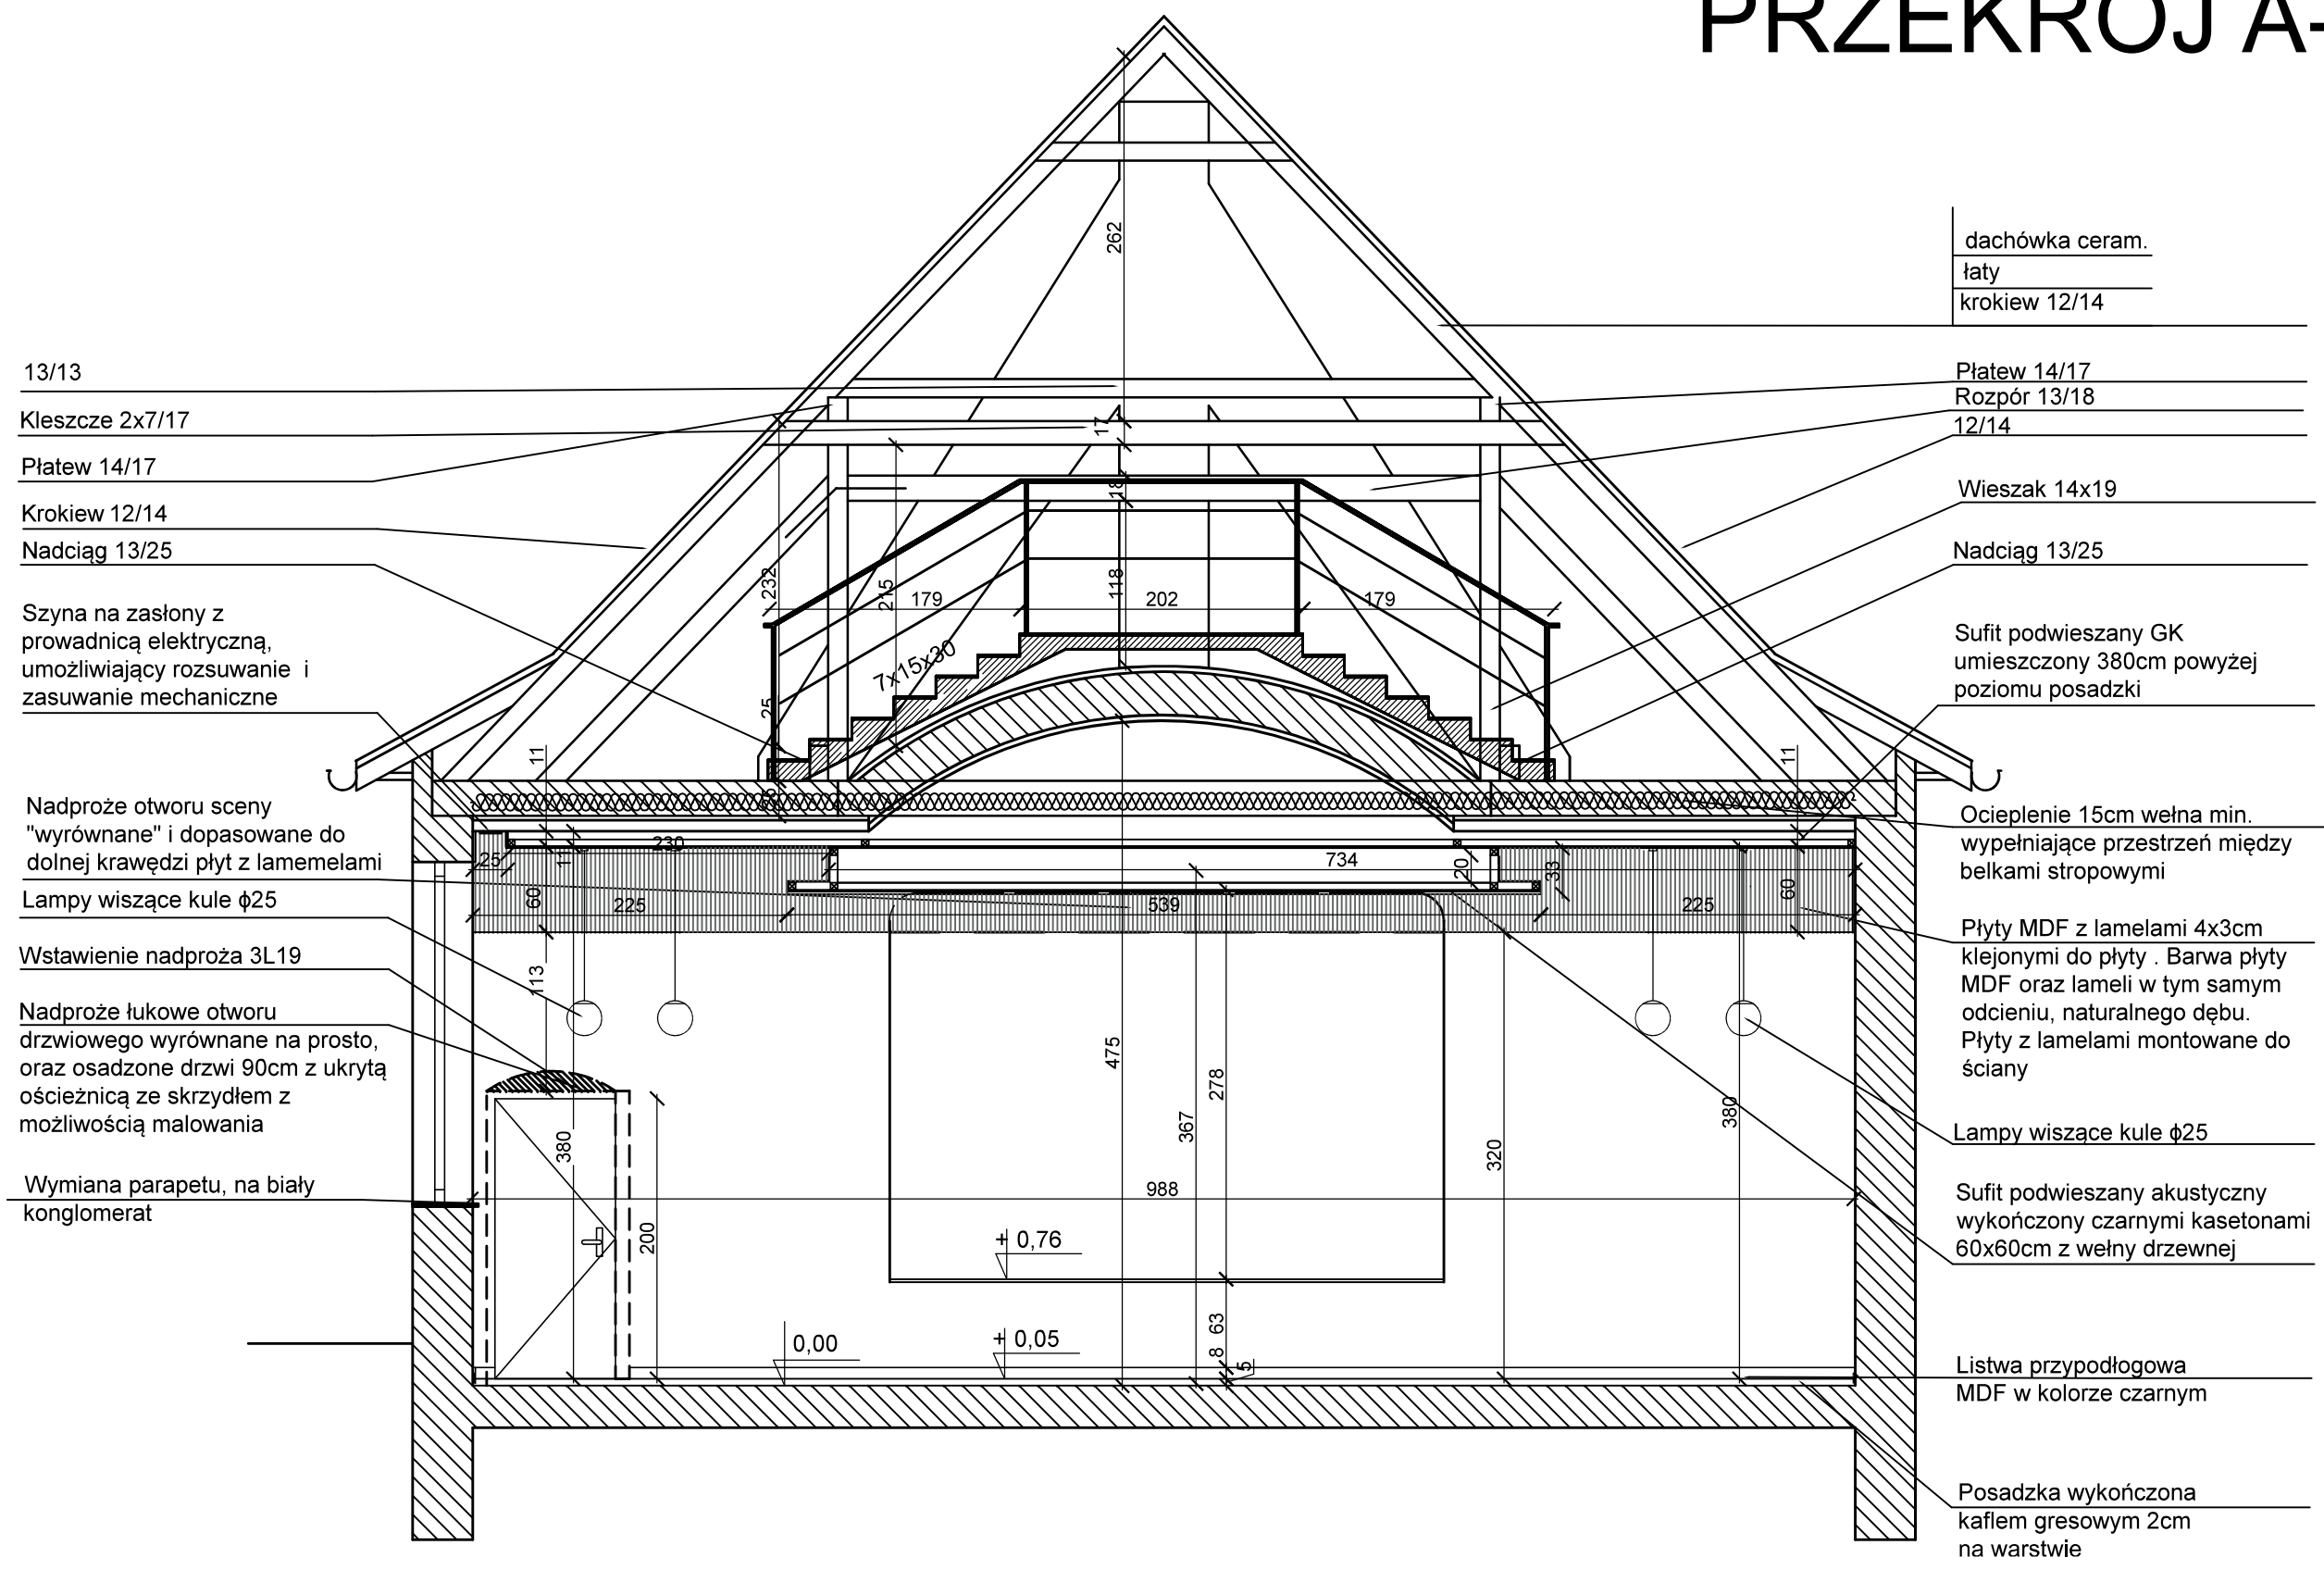 PRZEKRÓJ A-
13/13
Kleszcze 2x7/17
Płatew 14/17
Krokiew 12/14
Nadciąg 13/25
Szyna na zasłony z
prowadnicą elektryczną,
umożliwiający rozsuwanie i
zasuwanie mechaniczne
Nadproże otworu sceny
"wyrównane" i dopasowane do
dolnej krawędzi płyt z lamemelami
Lampy wiszące kule ϕ25
Wstawienie nadproża 3L19
Nadproże łukowe otworu
drzwiowego wyrównane na prosto,
oraz osadzone drzwi 90cm z ukrytą
ościeżnicą ze skrzydłem z
możliwością malowania
Wymiana parapetu, na biały
konglomerat
262
17
18
232
215
118
179
202
179
7x15x30
25
11
11
25
25
11
230
734
20
33
60
60
225
539
225
113
475
278
367
380
380
320
988
200
+ 0,76
0,00
+ 0,05
63
8
5
dachówka ceram.
łaty
krokiew 12/14
Płatew 14/17
Rozpór 13/18
12/14
Wieszak 14x19
Nadciąg 13/25
Sufit podwieszany GK
umieszczony 380cm powyżej
poziomu posadzki
Ocieplenie 15cm wełna min.
wypełniające przestrzeń między
belkami stropowymi
Płyty MDF z lamelami 4x3cm
klejonymi do płyty . Barwa płyty
MDF oraz lameli w tym samym
odcieniu, naturalnego dębu.
Płyty z lamelami montowane do
ściany
Lampy wiszące kule ϕ25
Sufit podwieszany akustyczny
wykończony czarnymi kasetonami
60x60cm z wełny drzewnej
Listwa przypodłogowa
MDF w kolorze czarnym
Posadzka wykończona
kaflem gresowym 2cm
na warstwie